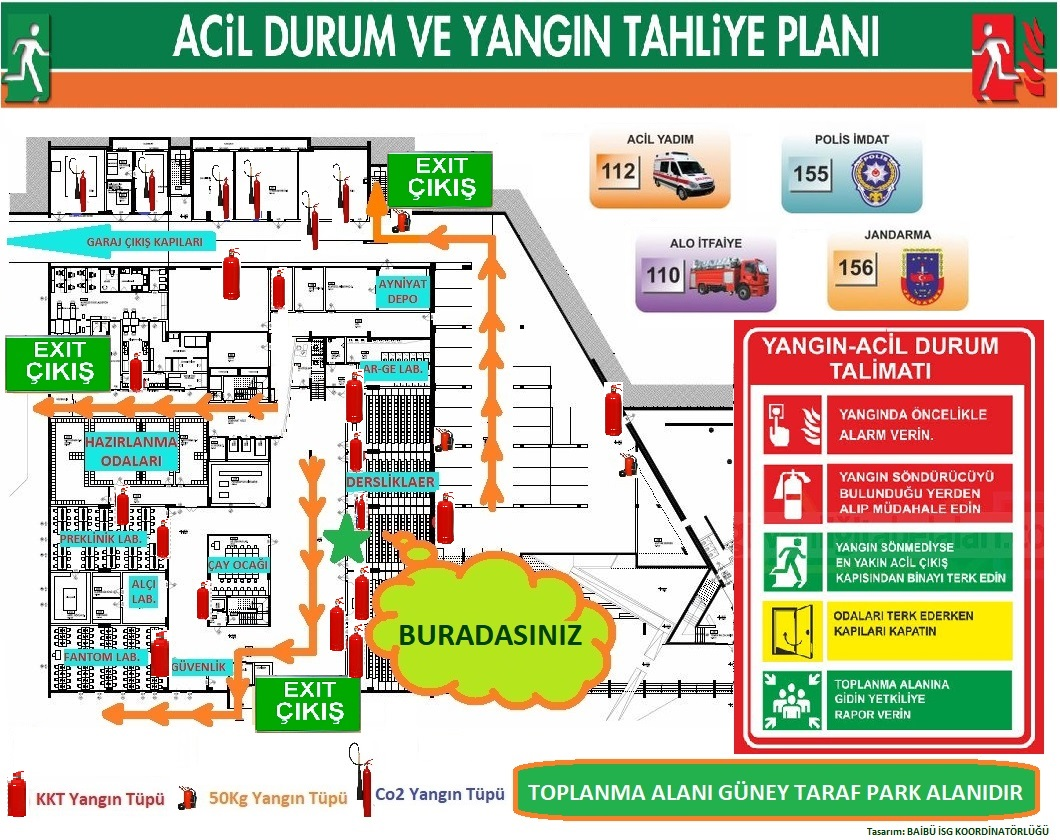 ACİL DURUM VE YANGIN TAHLİYE PLANI
ACİL YADIM
112
POLİS İMDAT
155
POLİS
ALO İTFAİYE
110
JANDARMA
156
EXIT
ÇIKIŞ
GARAJ ÇIKIŞ KAPILARI
AYNİYAT
DEPO
EXIT
ÇIKIŞ
AR-GE LAB.
HAZIRLANMA
ODALARI
DERSLİKLAER
PREKLİNİK LAB.
ÇAY OCAĞI
ALÇI
LAB.
BURADASINIZ
FANTOM LAB.
GÜVENLİK
EXIT
ÇIKIŞ
YANGIN-ACİL DURUM
TALİMATI
YANGINDA ÖNCELİKLE
ALARM VERİN.
YANGIN SÖNDÜRÜCÜYÜ
BULUNDUĞU YERDEN
ALIP MÜDAHALE EDİN
YANGIN SÖNMEDİYSE
EN YAKIN ACİL ÇIKIŞ
KAPISINDAN BİNAYI TERK EDİN
ODALARI TERK EDERKEN
KAPILARI KAPATIN
TOPLANMA ALANINA
GİDİN YETKİLİYE
RAPOR VERİN
KKT Yangın Tüpü
50Kg Yangın Tüpü
Co2 Yangın Tüpü
TOPLANMA ALANI GÜNEY TARAF PARK ALANIDIR
Tasarım: BAİBÜ İSG KOORDİNATÖRLÜĞÜ